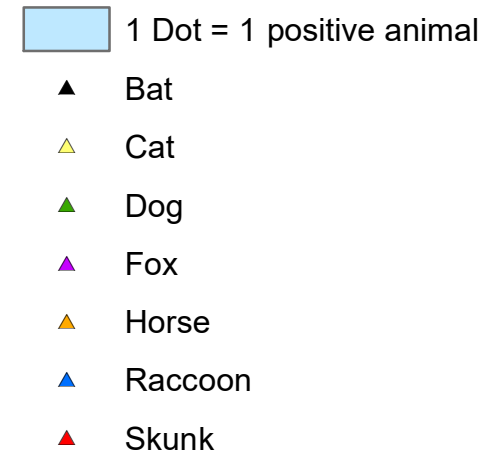 1 Dot = 1 positive animal
Bat
Cat
Dog
Fox
Horse
Raccoon
Skunk